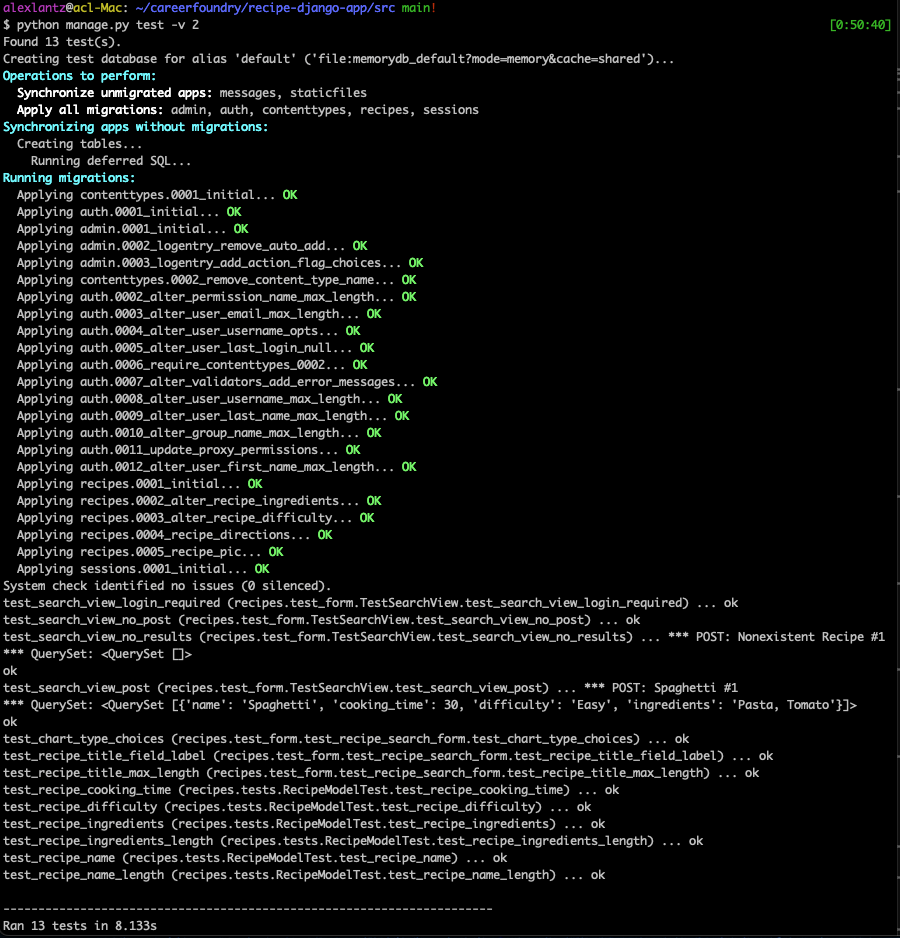 alexlantz@acl-Mac: ~/careerfoundry/recipe-django-app/src main!
$ python manage.py test -v 2 [0:50:40]
Found 13 test(s).
Creating test database for alias 'default' ('file:memorydb_default?mode=memory&cache=shared')...
Operations to perform:
  Synchronize unmigrated apps: messages, staticfiles
  Apply all migrations: admin, auth, contenttypes, recipes, sessions
Synchronizing apps without migrations:
  Creating tables...
    Running deferred SQL...
Running migrations:
  Applying contenttypes.0001_initial... OK
  Applying auth.0001_initial... OK
  Applying admin.0001_initial... OK
  Applying admin.0002_logentry_remove_auto_add... OK
  Applying admin.0003_logentry_add_action_flag_choices... OK
  Applying contenttypes.0002_remove_content_type_name... OK
  Applying auth.0002_alter_permission_name_max_length... OK
  Applying auth.0003_alter_user_email_max_length... OK
  Applying auth.0004_alter_user_username_opts... OK
  Applying auth.0005_alter_user_last_login_null... OK
  Applying auth.0006_require_contenttypes_0002... OK
  Applying auth.0007_alter_validators_add_error_messages... OK
  Applying auth.0008_alter_user_username_max_length... OK
  Applying auth.0009_alter_user_last_name_max_length... OK
  Applying auth.0010_alter_group_name_max_length... OK
  Applying auth.0011_update_proxy_permissions... OK
  Applying auth.0012_alter_user_first_name_max_length... OK
  Applying recipes.0001_initial... OK
  Applying recipes.0002_alter_recipe_ingredients... OK
  Applying recipes.0003_alter_recipe_difficulty... OK
  Applying recipes.0004_recipe_directions... OK
  Applying recipes.0005_recipe_pic... OK
  Applying sessions.0001_initial... OK
System check identified no issues (0 silenced).
test_search_view_login_required (recipes.test_form.TestSearchView.test_search_view_login_required) ... ok
test_search_view_no_post (recipes.test_form.TestSearchView.test_search_view_no_post) ... ok
test_search_view_no_results (recipes.test_form.TestSearchView.test_search_view_no_results) ... *** POST: Nonexistent Recipe #1
*** QuerySet: <QuerySet []>
ok
test_search_view_post (recipes.test_form.TestSearchView.test_search_view_post) ... *** POST: Spaghetti #1
*** QuerySet: <QuerySet [{'name': 'Spaghetti', 'cooking_time': 30, 'difficulty': 'Easy', 'ingredients': 'Pasta, Tomato'}]>
ok
test_chart_type_choices (recipes.test_form.test_recipe_search_form.test_chart_type_choices) ... ok
test_recipe_title_field_label (recipes.test_form.test_recipe_search_form.test_recipe_title_field_label) ... ok
test_recipe_title_max_length (recipes.test_form.test_recipe_search_form.test_recipe_title_max_length) ... ok
test_recipe_cooking_time (recipes.tests.RecipeModelTest.test_recipe_cooking_time) ... ok
test_recipe_difficulty (recipes.tests.RecipeModelTest.test_recipe_difficulty) ... ok
test_recipe_ingredients (recipes.tests.RecipeModelTest.test_recipe_ingredients) ... ok
test_recipe_ingredients_length (recipes.tests.RecipeModelTest.test_recipe_ingredients_length) ... ok
test_recipe_name (recipes.tests.RecipeModelTest.test_recipe_name) ... ok
test_recipe_name_length (recipes.tests.RecipeModelTest.test_recipe_name_length) ... ok
----------------------------------------------------------------------
Ran 13 tests in 8.133s